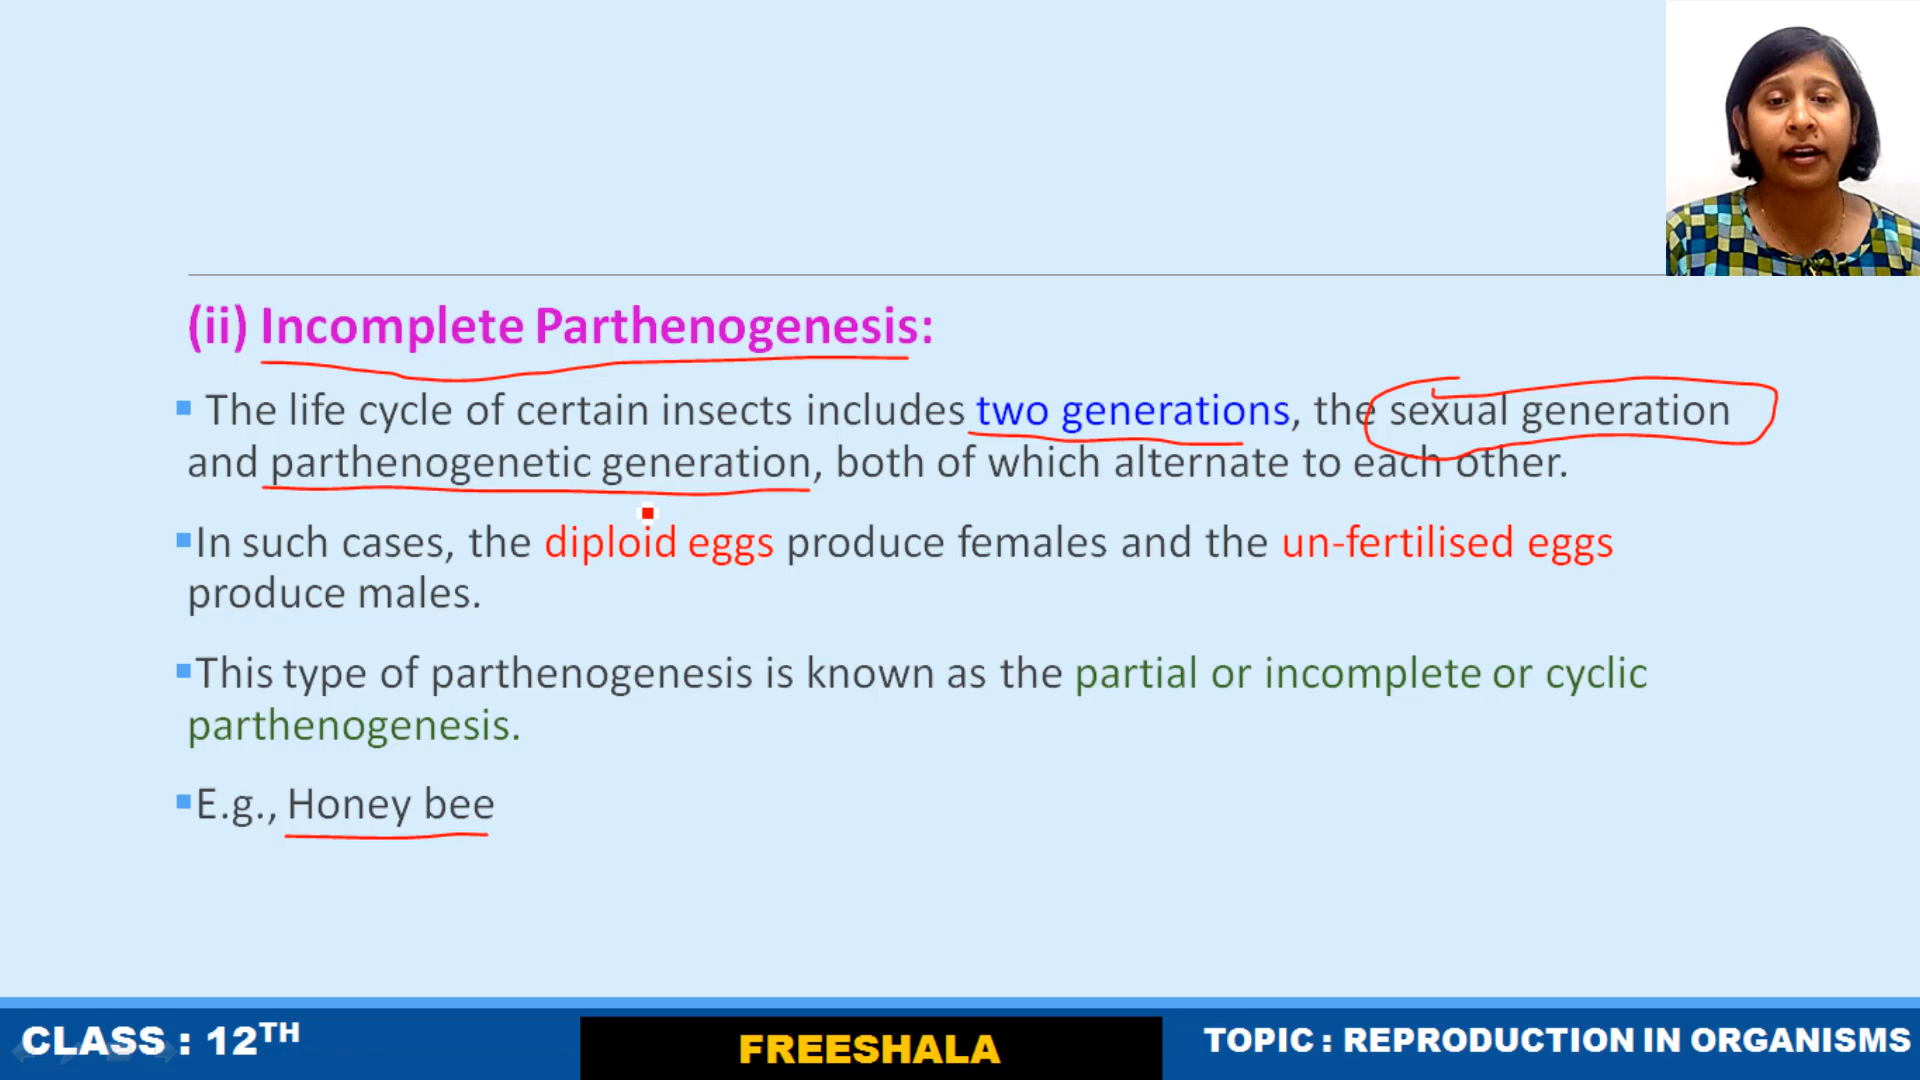 (ii) Incomplete Parthenogenesis:
▪ The life cycle of certain insects includes two generations, the sexual generation
and parthenogenetic generation, both of which alternate to each other.
▪In such cases, the diploid eggs produce females and the un-fertilised eggs
produce males.
▪This type of parthenogenesis is known as the partial or incomplete or cyclic
parthenogenesis.
▪E.g., Honey bee
CLASS : 12TH
FREESHALA
TOPIC : REPRODUCTION IN ORGANISMS